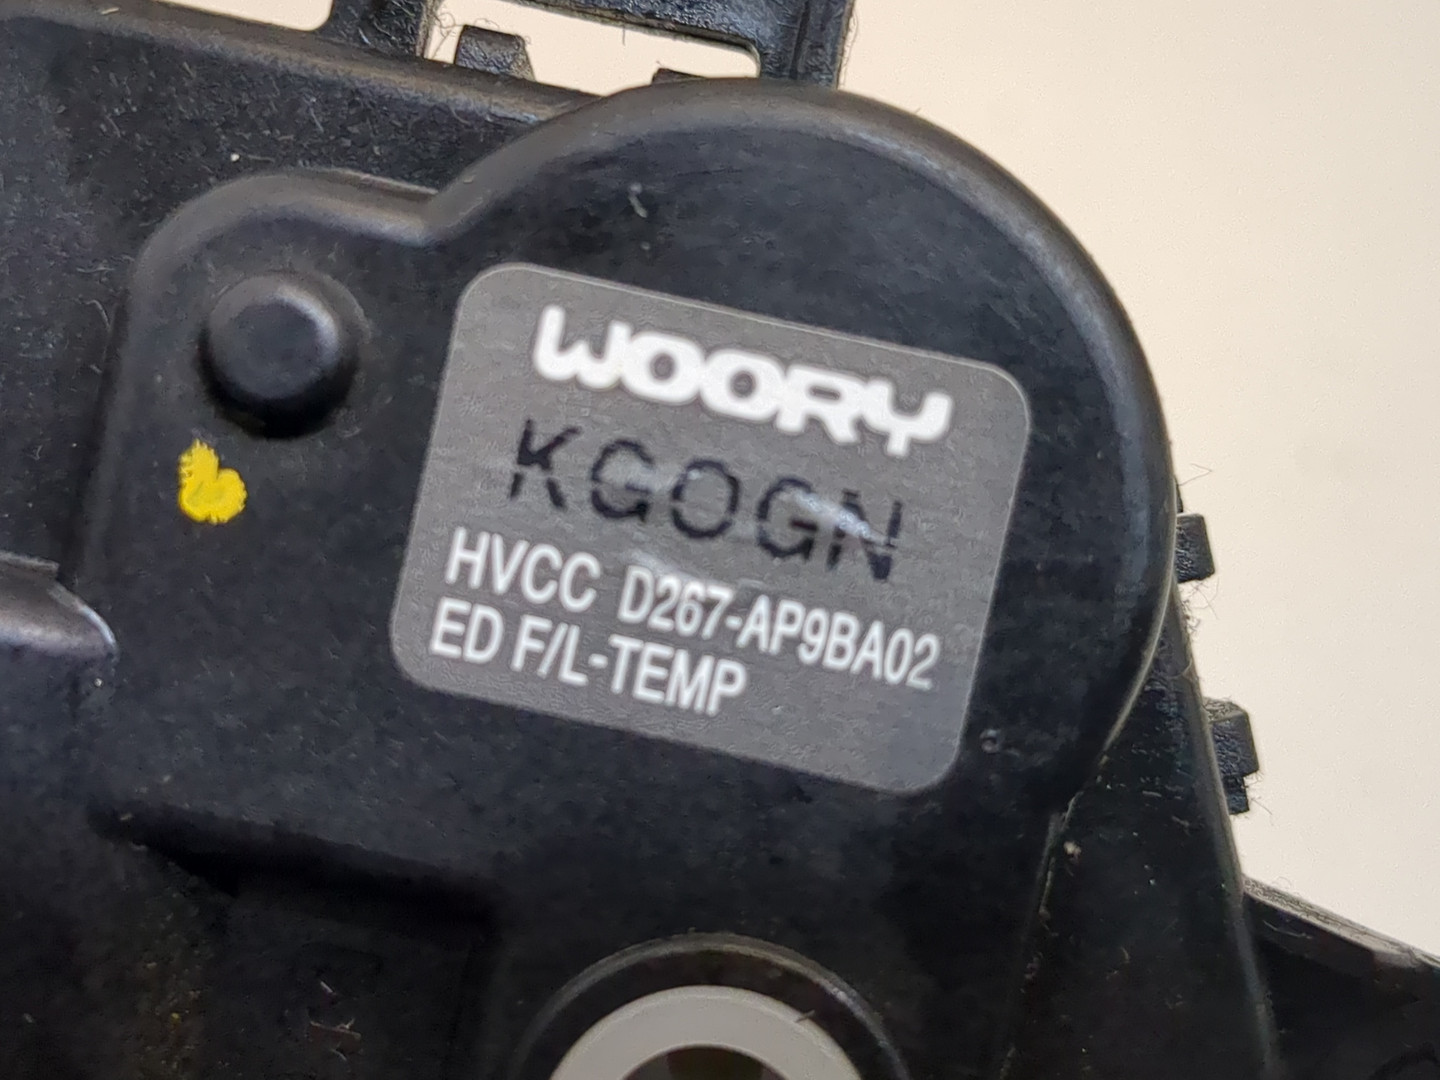 WOORY
KGOGN
HVCC D267-AP9BA02
ED F/L-TEMP